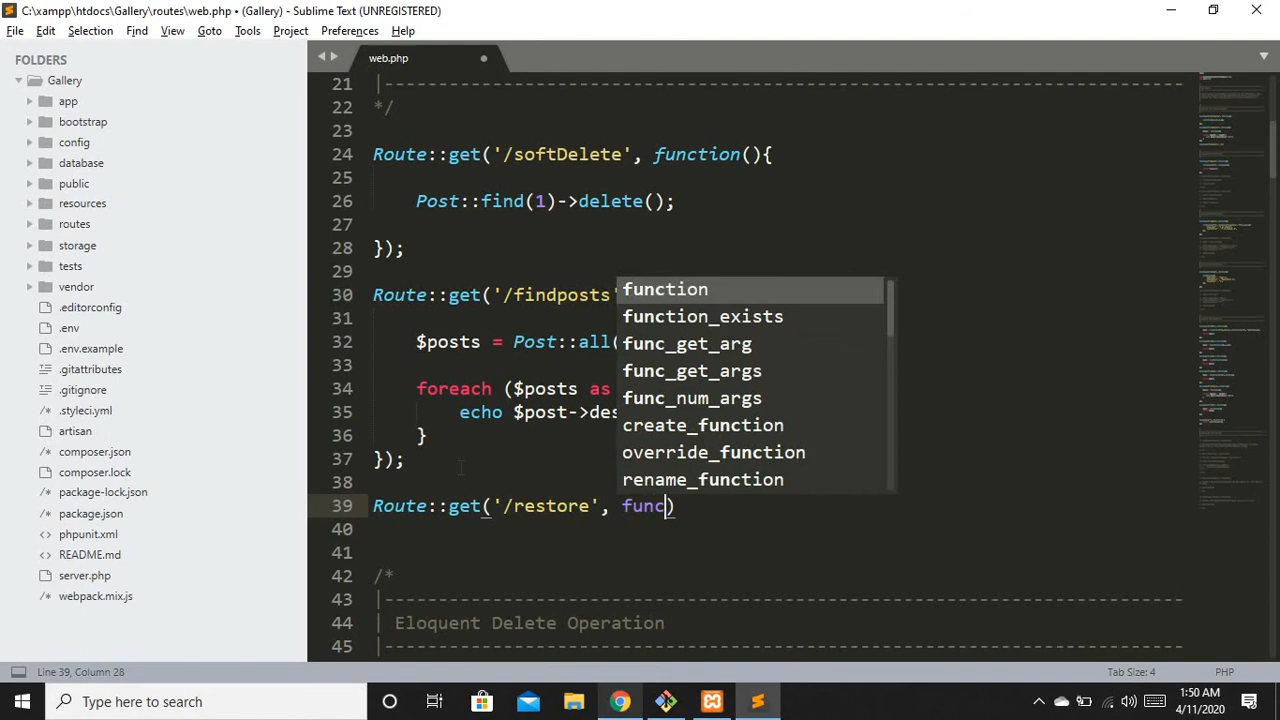 C:\xampp\htdocs\Gallery\routes\web.php • (Gallery) - Sublime Text (UNREGISTERED)
File Edit Selection Find View Goto Tools Project Preferences Help
FOLDERS
Gallery
app
bootstrap
config
database
public
resources
routes
storage
tests
vendor
.editorconfig
.env
.env.example
.gitattributes
.gitignore
.styleci.yml
artisan
composer.json
composer.lock
package-lock.json
package.json
phpunit.xml
README.md
server.php
webpack.mix.js
web.php
21 |--------------------------------------------------------------------------
22 */
23
24 Route::get('/softDelete', function(){
25
26 Post::find(1)->delete();
27
28 });
29
30 Route::get('/findposts'
31
32 $posts = Post::all(
33
34 foreach ($posts as
35 echo $post->des
36 }
37 });
38
39 Route::get('/restore', func)
40
41
42 /*
43 |--------------------------------------------------------------------------
44 | Eloquent Delete Operation
45 |--------------------------------------------------------------------------
function
function_exists
func_get_arg
func_get_args
func_num_args
create_function
override_function
rename_function
Line 39, Column 28
Tab Size: 4
PHP
Type here to search
1:50 AM
4/11/2020